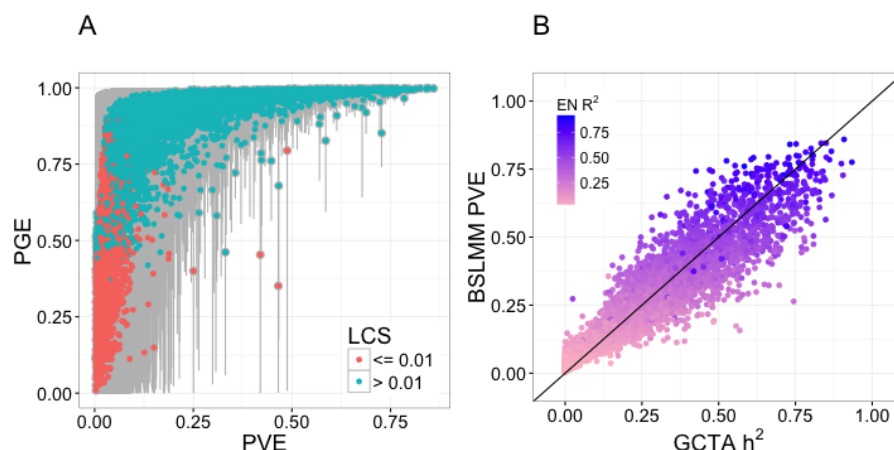 A
PGE
1.00
0.75
0.50
0.25
0.00
LCS
<= 0.01
> 0.01
0.00 0.25 0.50 0.75
PVE
B
BSLMM PVE
1.00
0.75
0.50
0.25
0.00
EN R²
0.75
0.50
0.25
0.00 0.25 0.50 0.75 1.00
GCTA h²